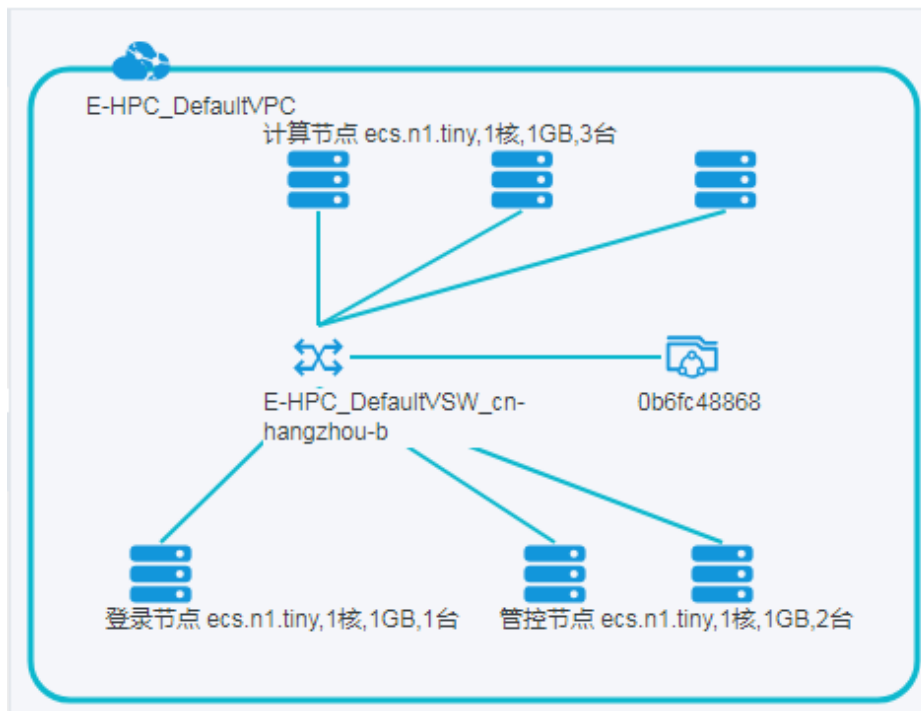 E-HPC_DefaultVPC
计算节点 ecs.n1.tiny,1核,1GB,3台
E-HPC_DefaultVSW_cn-
hangzhou-b
0b6fc48868
登录节点 ecs.n1.tiny,1核,1GB,1台
管控节点 ecs.n1.tiny,1核,1GB,2台